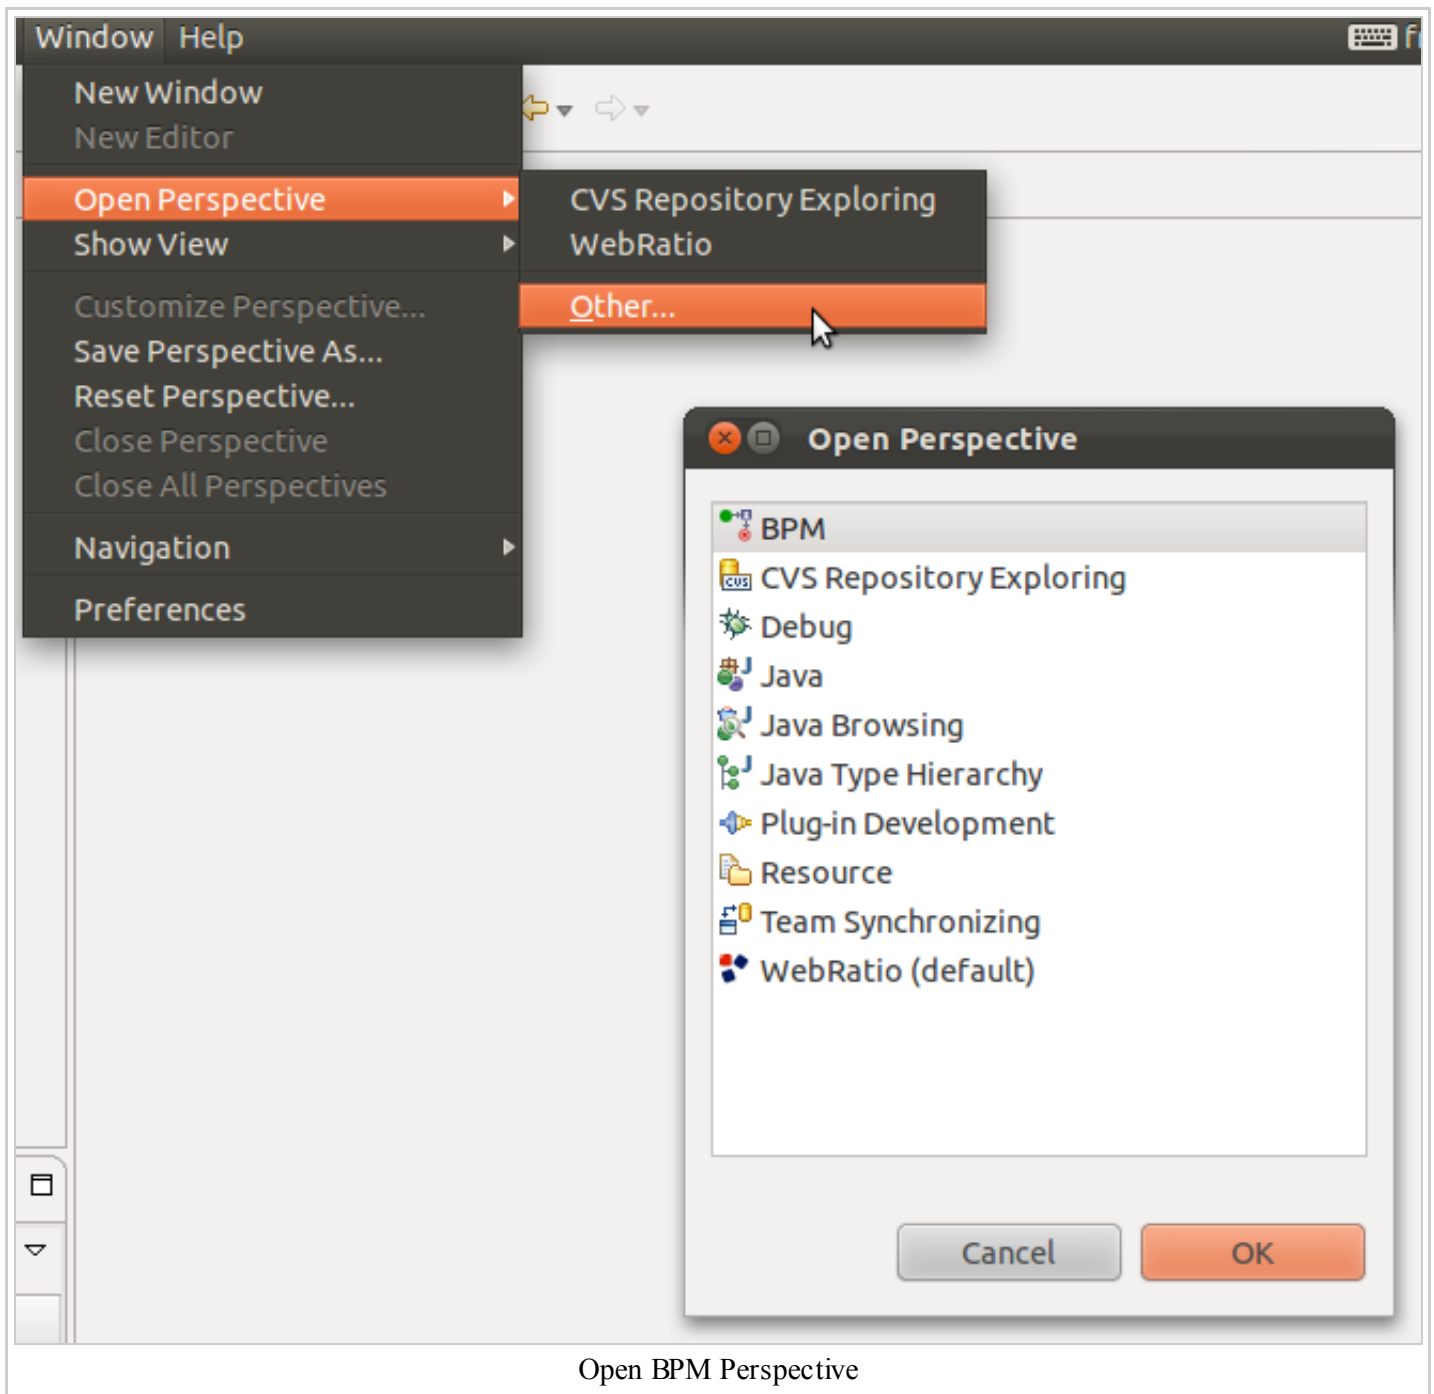 Window Help
New Window
New Editor
Open Perspective
Show View
Customize Perspective...
Save Perspective As...
Reset Perspective...
Close Perspective
Close All Perspectives
Navigation
Preferences
CVS Repository Exploring
WebRatio
Other...
Open Perspective
BPM
CVS Repository Exploring
Debug
Java
Java Browsing
Java Type Hierarchy
Plug-in Development
Resource
Team Synchronizing
WebRatio (default)
Cancel OK
Open BPM Perspective